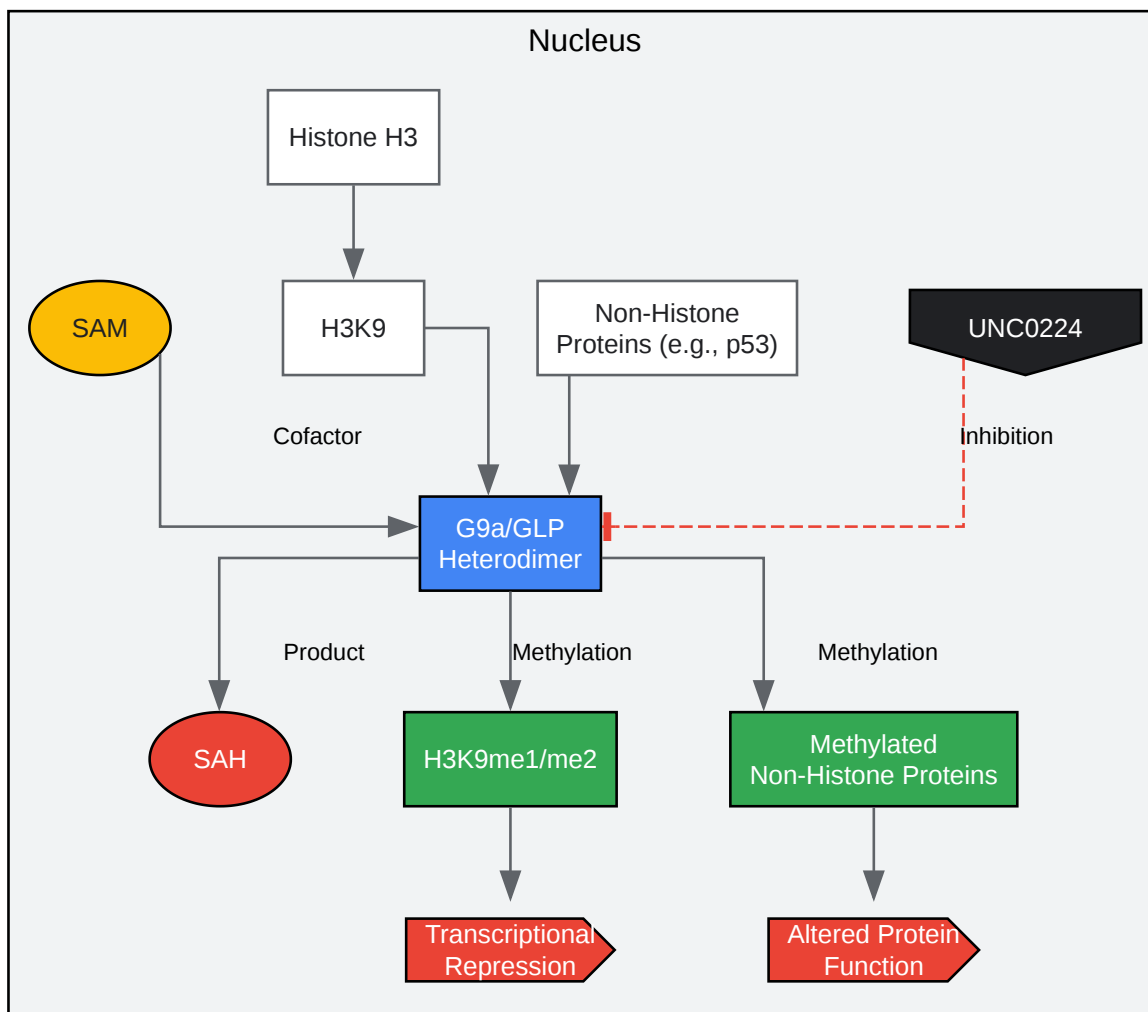 Nucleus
Histone H3
SAM
H3K9
Non-Histone
Proteins (e.g., p53)
UNC0224
Cofactor
Inhibition
G9a/GLP
Heterodimer
Product
Methylation
Methylation
SAH
H3K9me1/me2
Methylated
Non-Histone Proteins
Transcriptional
Repression
Altered Protein
Function